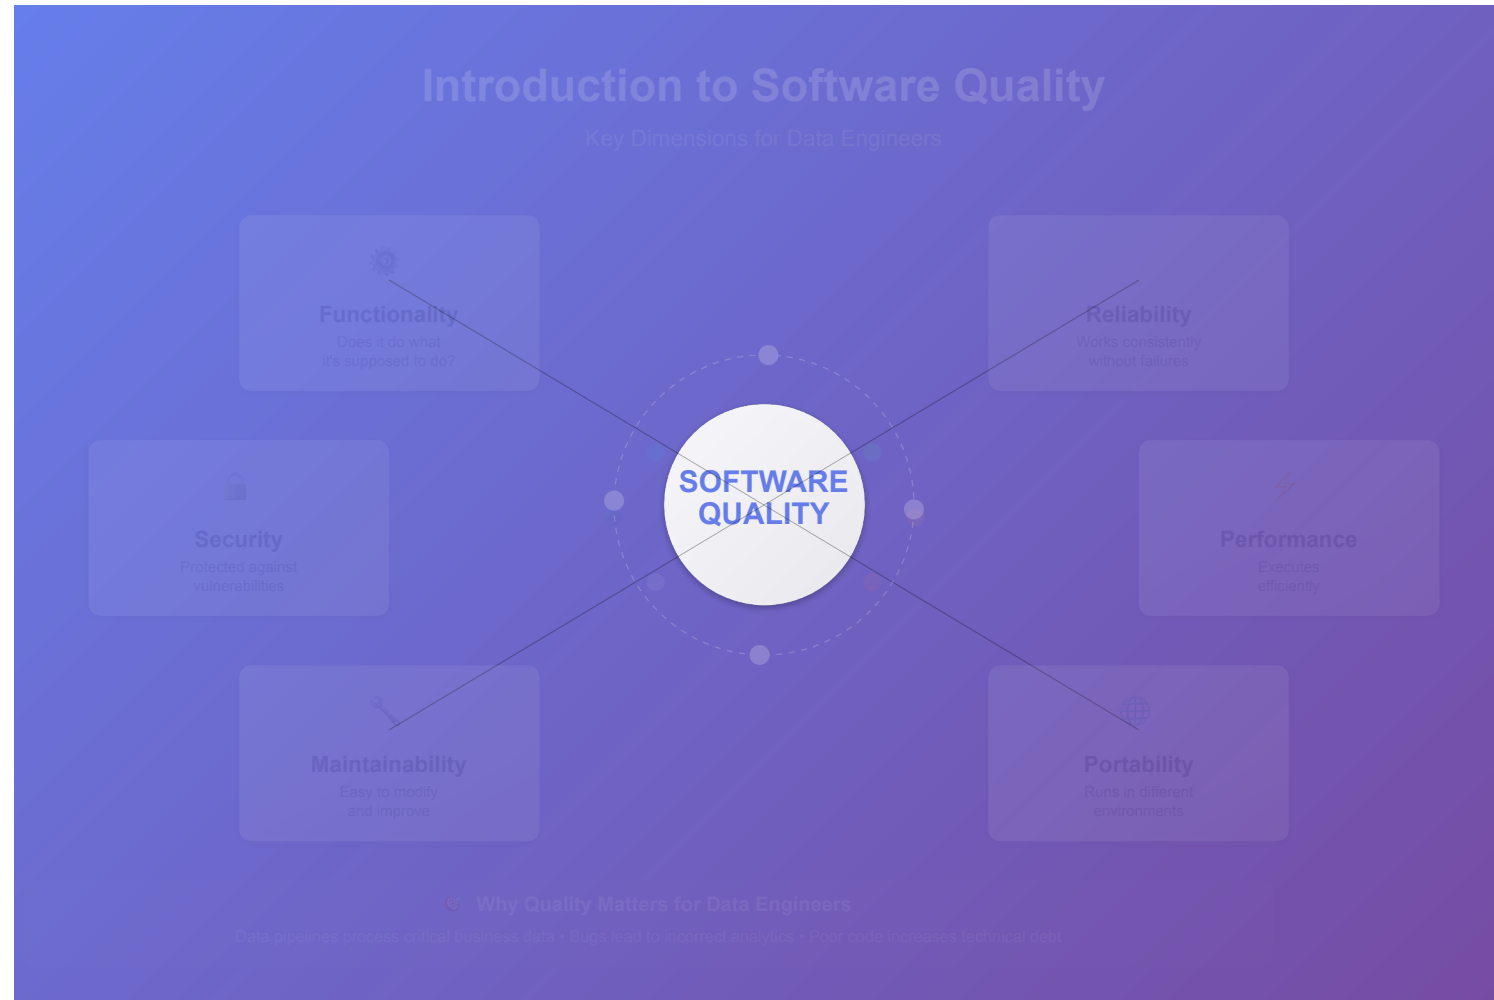 Introduction to Software Quality
Key Dimensions for Data Engineers
Functionality
Does it do what
it's supposed to do?
Reliability
Works consistently
without failures
SOFTWARE
QUALITY
Security
Protected against
vulnerabilities
Performance
Executes
efficiently
Maintainability
Easy to modify
and improve
Portability
Runs in different
environments
Why Quality Matters for Data Engineers
Data pipelines process critical business data • Bugs lead to incorrect analytics • Poor code increases technical debt